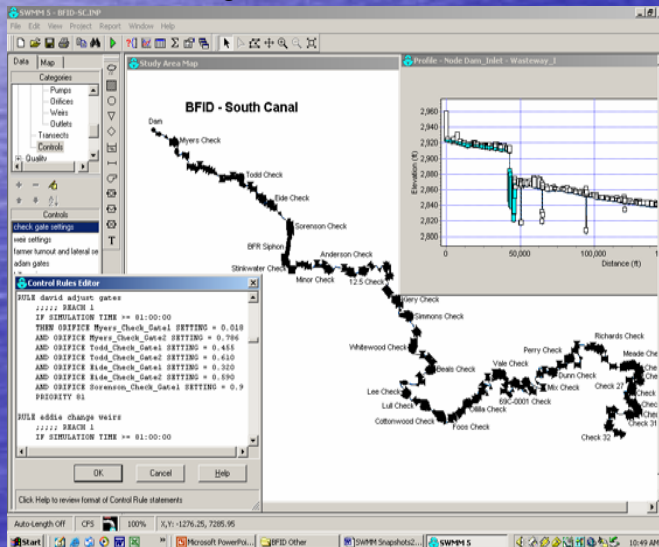 SWMM 5 - BFID-SC.INP
File Edit View Project Report Window Help
Data Map
Categories
Pumps
Orifices
Weirs
Outlets
Transects
Controls
Quality
Controls
check gate settings
weir settings
farmer turnout and lateral se
adam gates
Study Area Map
BFID - South Canal
Dam
Myers Check
Todd Check
Eide Check
Sorenson Check
BFR Siphon
Stinkwater Check
Minor Check
Anderson Check
12.5 Check
Kiery Check
Simmons Check
Whitewood Check
Beals Check
Lee Check
Lull Check
Cottonwood Check
Foos Check
Olilla Check
69C-0001 Check
Vale Check
Mix Check
Perry Check
Dunn Check
Richards Check
Meade Che
Che
Check 27
Chec
Chec
Check 31
Check 32
Profile - Node Dam_Inlet - Wasteway_1
Elevation (ft)
2,960
2,940
2,920
2,900
2,880
2,860
2,840
2,820
2,800
0
50,000
100,000
Distance (ft)
Control Rules Editor
RULE david adjust gates
;;;;; REACH 1
IF SIMULATION TIME >= 81:00:00
THEN ORIFICE Myers_Check_Gate1 SETTING = 0.818
AND ORIFICE Myers_Check_Gate2 SETTING = 0.786
AND ORIFICE Todd_Check_Gate1 SETTING = 0.455
AND ORIFICE Todd_Check_Gate2 SETTING = 0.610
AND ORIFICE Eide_Check_Gate1 SETTING = 0.320
AND ORIFICE Eide_Check_Gate2 SETTING = 0.590
AND ORIFICE Sorenson_Check_Gate1 SETTING = 0.9
PRIORITY 81
RULE eddie change weirs
;;;;; REACH 1
IF SIMULATION TIME >= 81:00:00
OK Cancel Help
Click Help to review format of Control Rule statements
Auto-Length Off CFS 100% X,Y: -1276.25, 7285.95
Start Microsoft PowerPoi... BFID Other SWMM Snapshots2... SWMM 5 10:49 AM